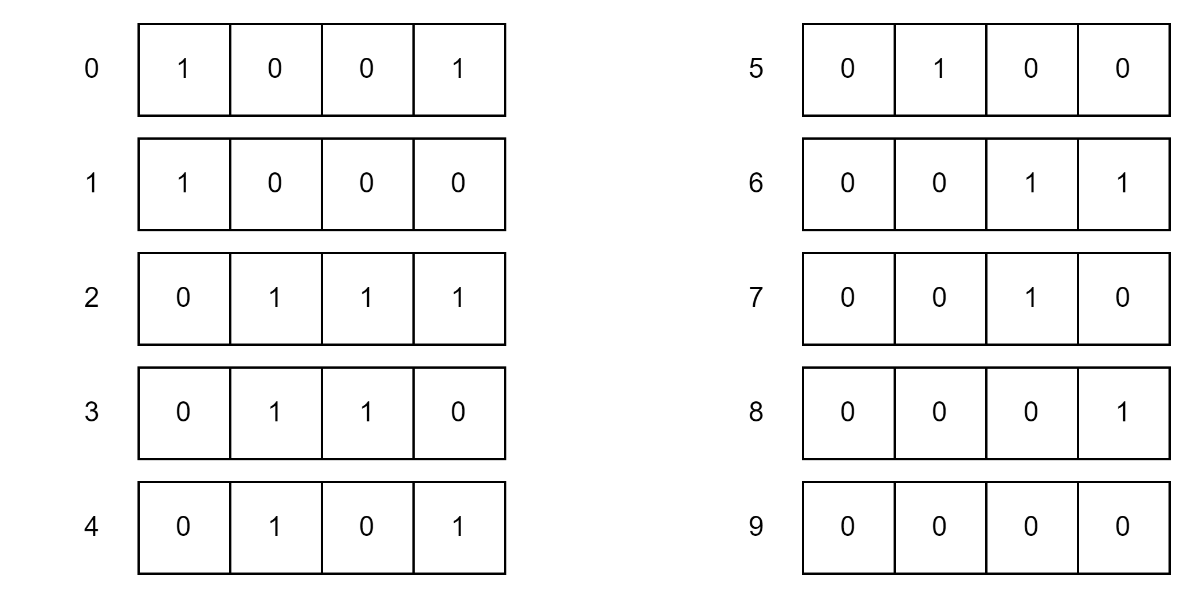 0 1 0 0 1
1 1 0 0 0
2 0 1 1 1
3 0 1 1 0
4 0 1 0 1
5 0 1 0 0
6 0 0 1 1
7 0 0 1 0
8 0 0 0 1
9 0 0 0 0